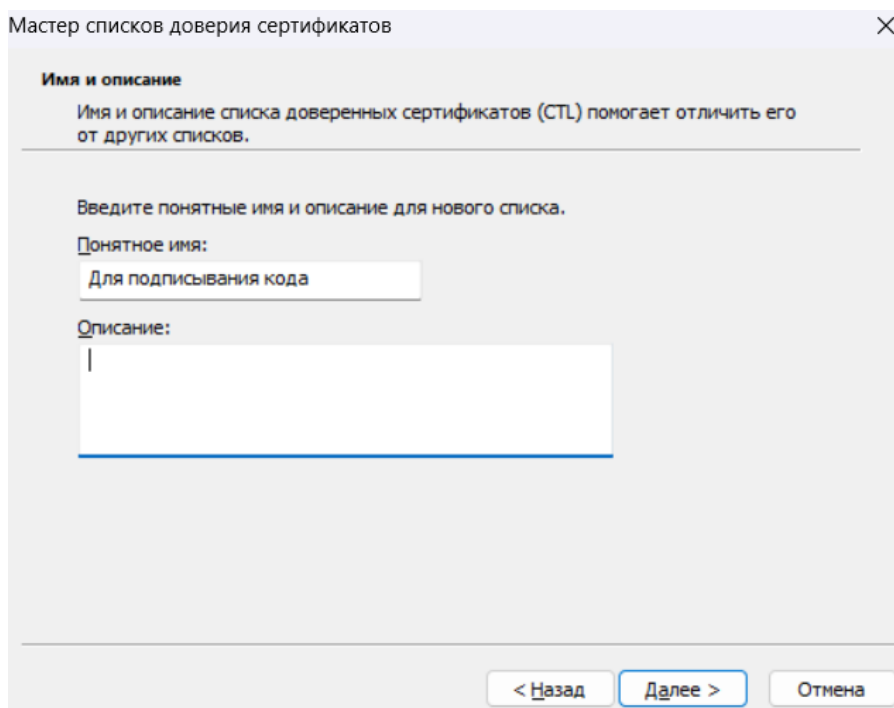 Мастер списков доверия сертификатов
Имя и описание
Имя и описание списка доверенных сертификатов (CTL) помогает отличить его
от других списков.
Введите понятные имя и описание для нового списка.
Понятное имя:
Для подписывания кода
Описание:
< Назад Далее > Отмена